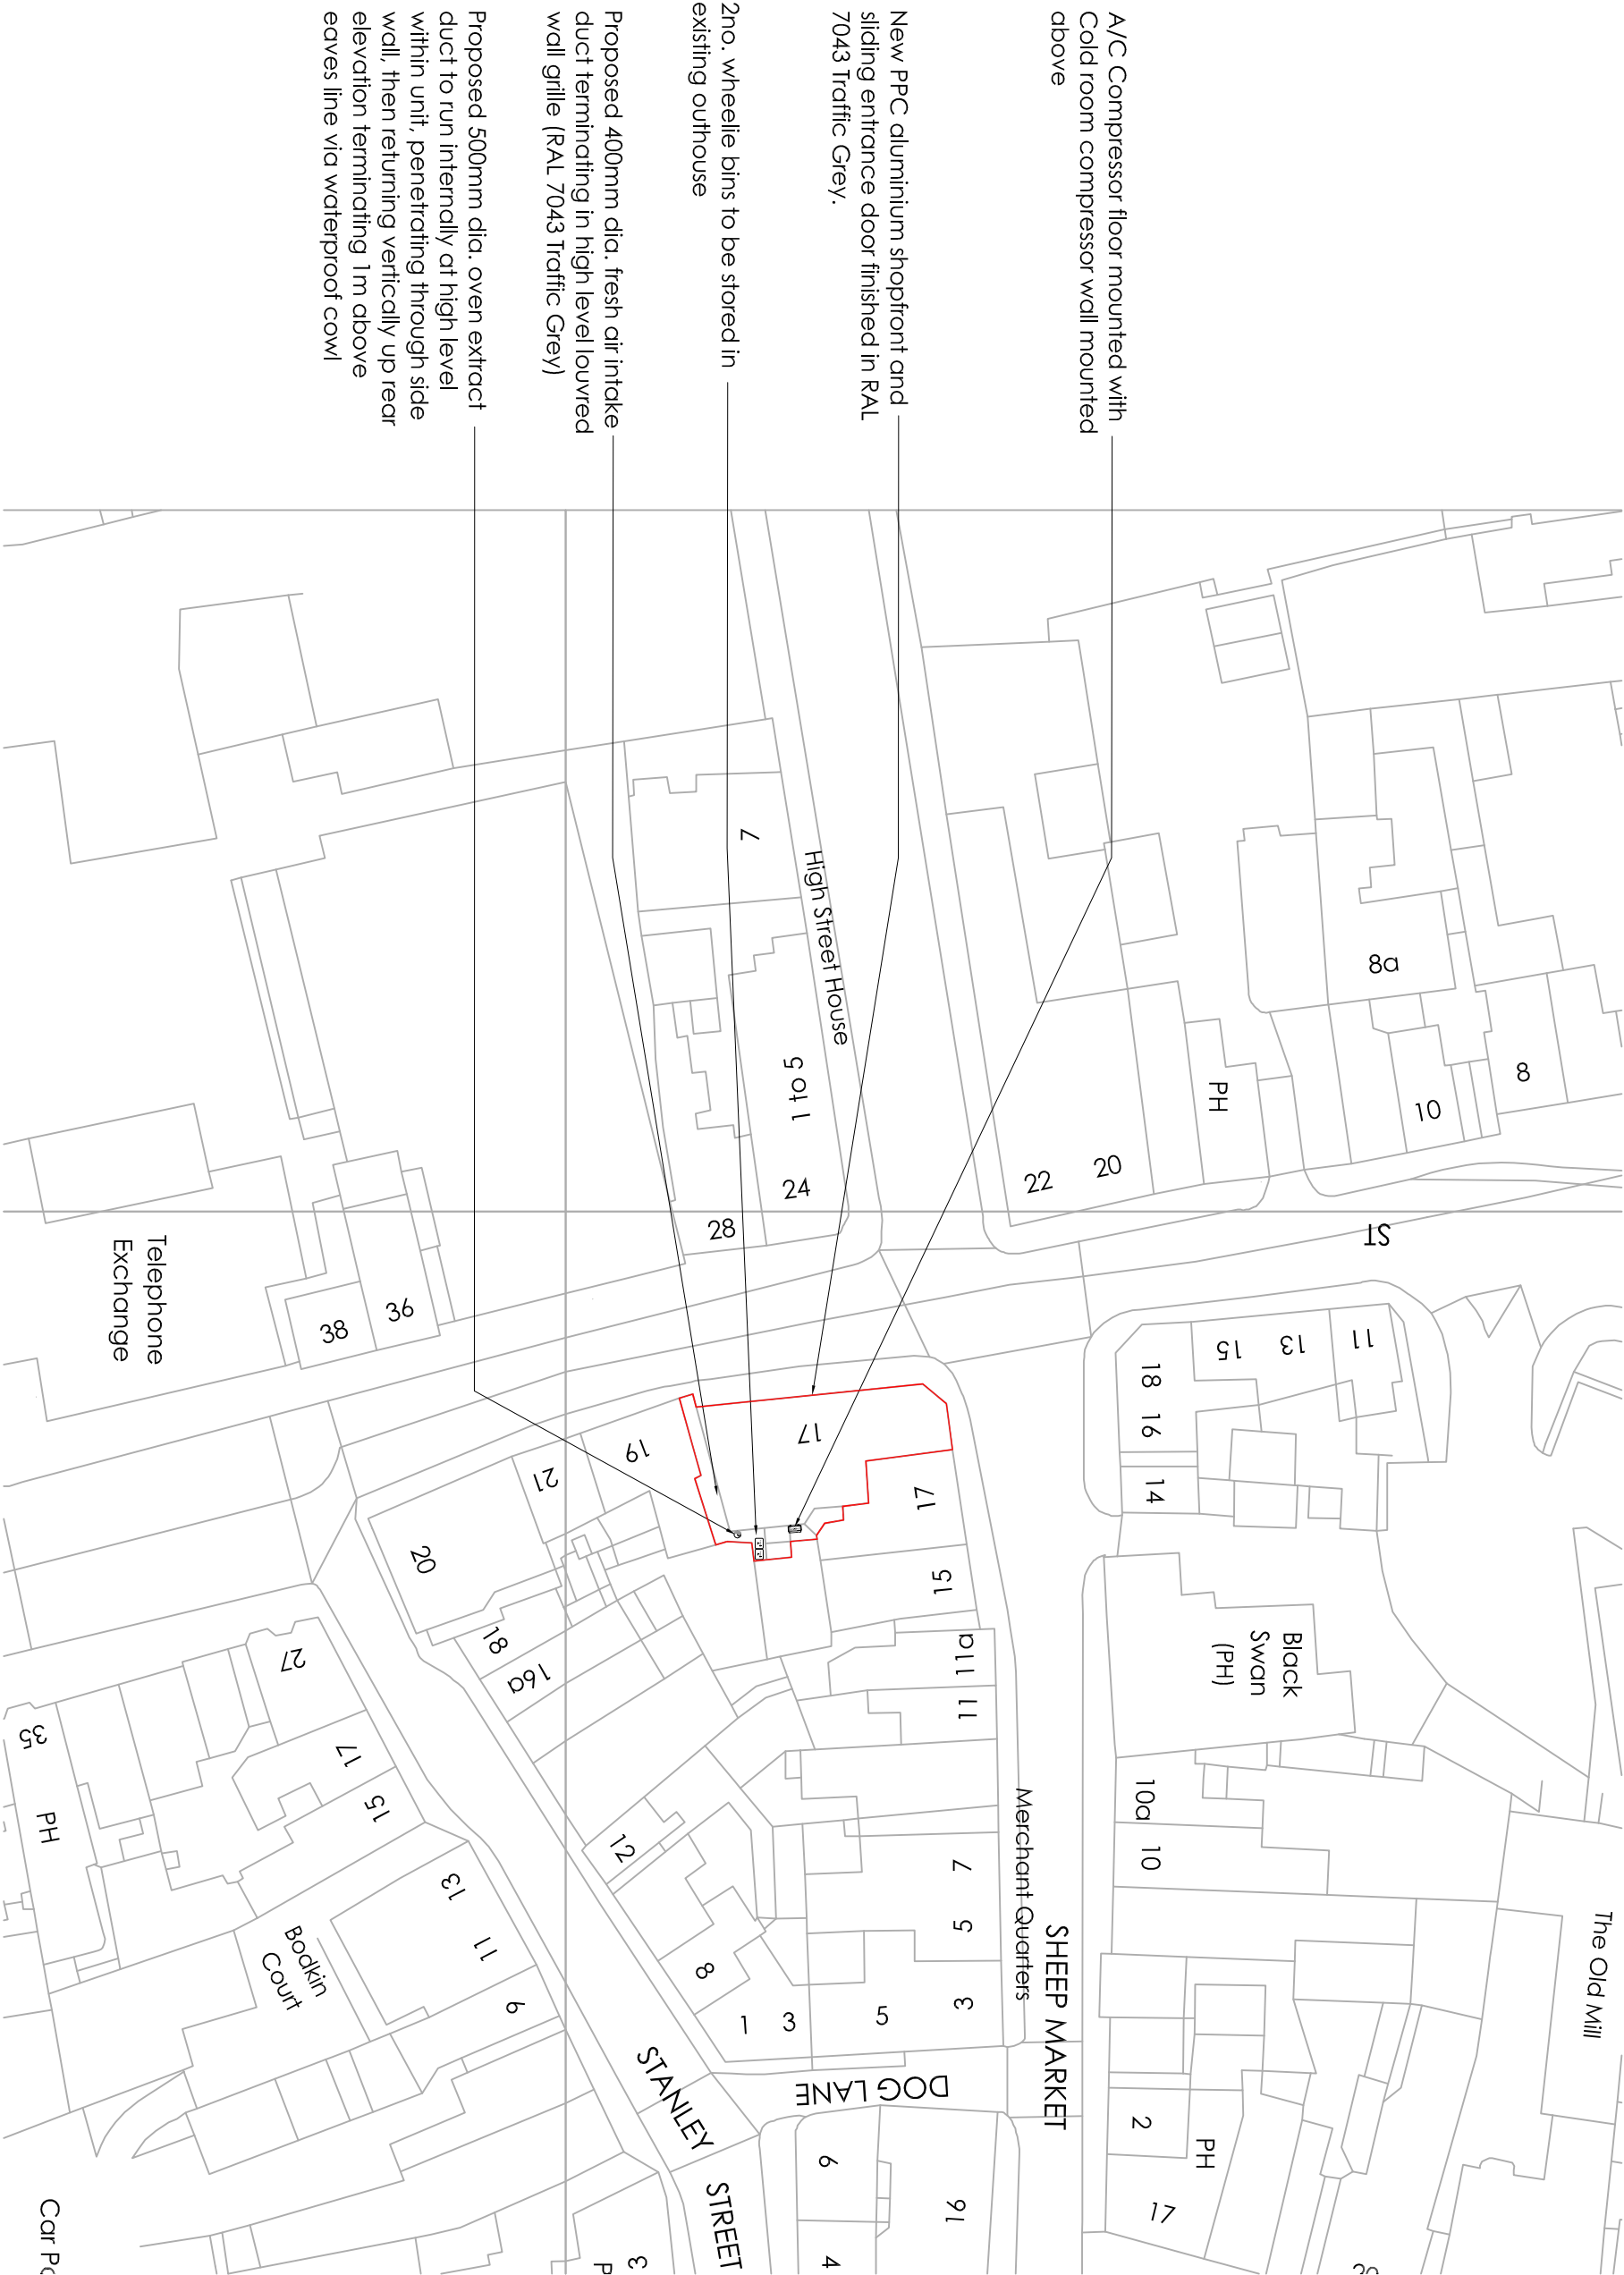 A/C Compressor floor mounted with
Cold room compressor wall mounted
above
New PPC aluminium shopfront and
sliding entrance door finished in RAL
7043 Traffic Grey.
2no. wheelie bins to be stored in
existing outhouse
Proposed 400mm dia. fresh air intake
duct terminating in high level louvred
wall grille (RAL 7043 Traffic Grey)
Proposed 500mm dia. oven extract
duct to run internally at high level
within unit, penetrating through side
wall, then returning vertically up rear
elevation terminating 1m above
eaves line via waterproof cowl
7
High Street House
1 to 5
24
28
8a
8
10
PH
20
22
ST
Telephone
Exchange
36
38
11
13
15
18
16
14
17
19
21
17
15
20
18
16a
11a
11
Black
Swan
(PH)
27
35
17
15
PH
13
11
9
Bodkin
Court
12
8
1
3
5
7
5
3
Merchant Quarters
10a
10
SHEEP MARKET
The Old Mill
STANLEY
STREET
DOG LANE
2
PH
17
6
4
16
3
P
Car Pa